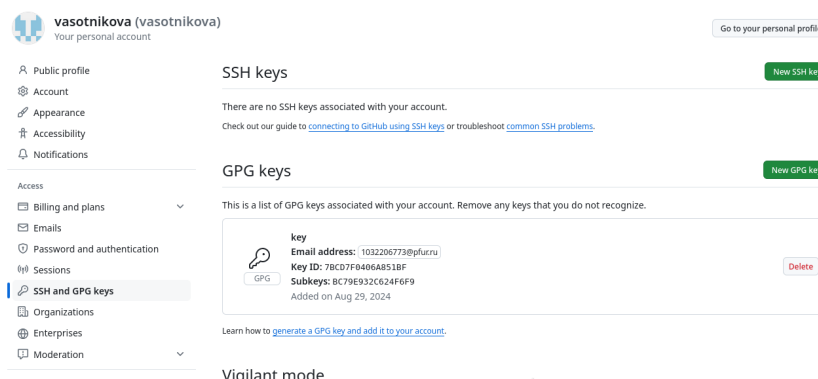 vasotnikova (vasotnikova)
Your personal account
Go to your personal profile
Public profile
Account
Appearance
Accessibility
Notifications
Access
Billing and plans
Emails
Password and authentication
Sessions
SSH and GPG keys
Organizations
Enterprises
Moderation
SSH keys
New SSH ke
There are no SSH keys associated with your account.
Check out our guide to connecting to GitHub using SSH keys or troubleshoot common SSH problems.
GPG keys
New GPG ke
This is a list of GPG keys associated with your account. Remove any keys that you do not recognize.
GPG
key
Email address: 1032206773@pfur.ru
Key ID: 7BCD7F0406A851BF
Subkeys: BC79E932C624F6F9
Added on Aug 29, 2024
Delete
Learn how to generate a GPG key and add it to your account.
Vigilant mode